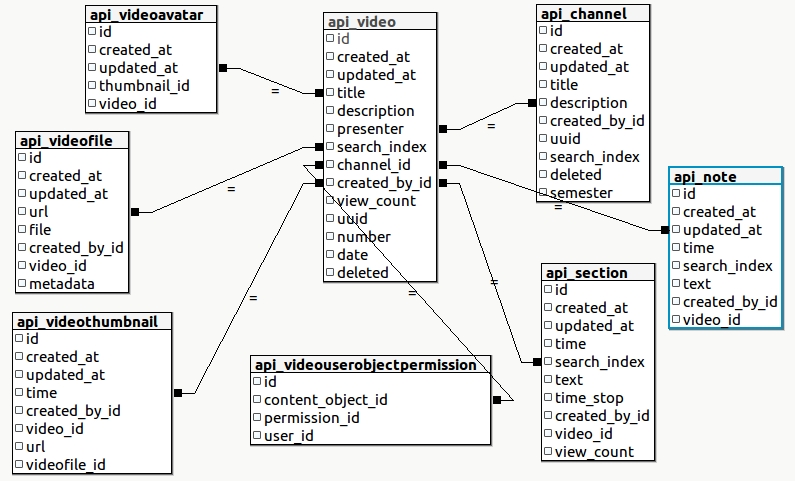 api_videoavatar
id
created_at
updated_at
thumbnail_id
video_id
api_video
id
created_at
updated_at
title
description
presenter
search_index
channel_id
created_by_id
view_count
uuid
number
date
deleted
api_channel
id
created_at
updated_at
title
description
created_by_id
uuid
search_index
deleted
semester
api_videofile
id
created_at
updated_at
url
file
created_by_id
video_id
metadata
api_note
id
created_at
updated_at
time
search_index
text
created_by_id
video_id
api_section
id
created_at
updated_at
time
search_index
text
time_stop
created_by_id
video_id
view_count
api_videothumbnail
id
created_at
updated_at
time
created_by_id
video_id
url
videofile_id
api_videouserobjectpermission
id
content_object_id
permission_id
user_id
=
=
=
=
=
=
=